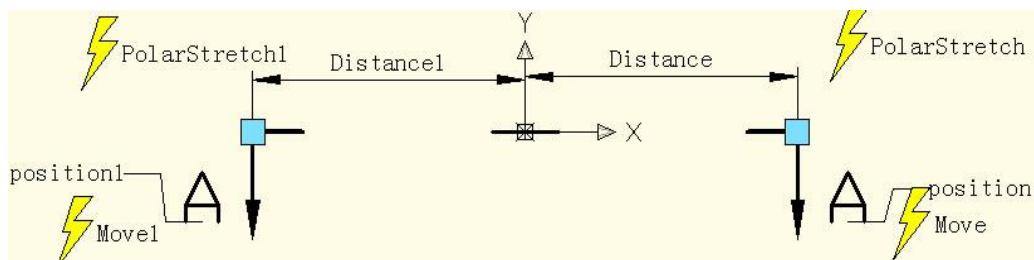 PolarStretch1
Distance1
Y
Distance
PolarStretch
X
position1
A
A
position
Move1
Move